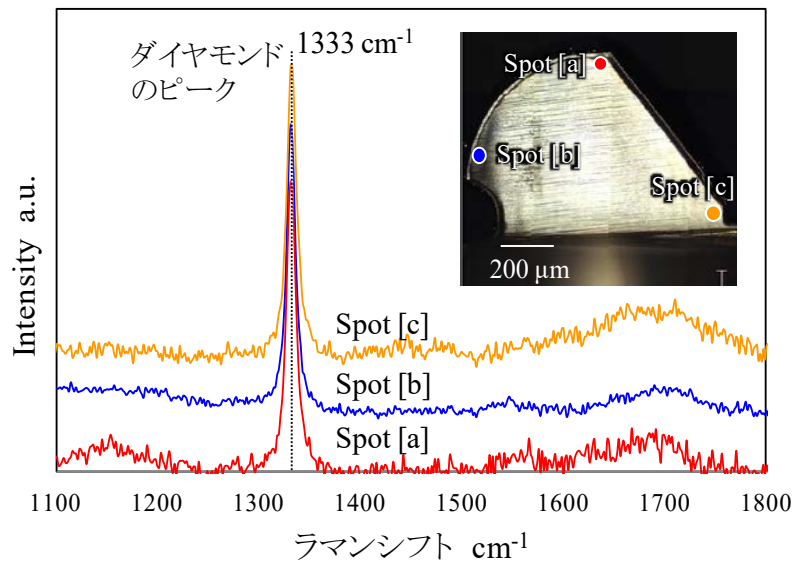 ダイヤモンド
のピーク
1333 cm-1
Spot [a]
Spot [b]
Spot [c]
200 µm
Intensity a.u.
Spot [c]
Spot [b]
Spot [a]
1100 1200 1300 1400 1500 1600 1700 1800
ラマンシフト cm-1